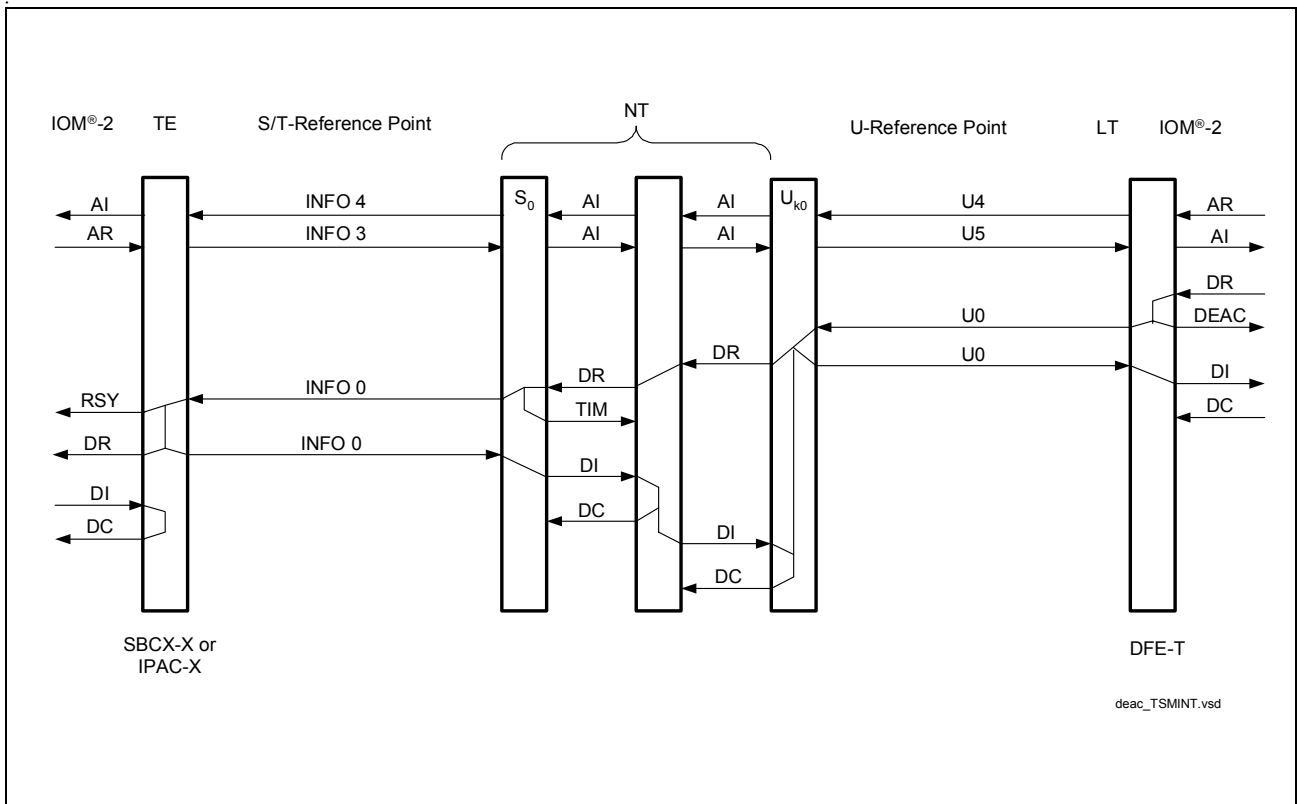 .
NT
IOM®-2 TE S/T-Reference Point U-Reference Point LT IOM®-2
S0 Uk0
AI INFO 4 AI AI U4 AR
AR INFO 3 AI AI U5 AI
DR
U0 DEAC
DR U0
DR DI
INFO 0
RSY TIM DC
DR INFO 0
DI
DI
DC DC
DI
DC
SBCX-X or
IPAC-X
DFE-T
deac_TSMINT.vsd